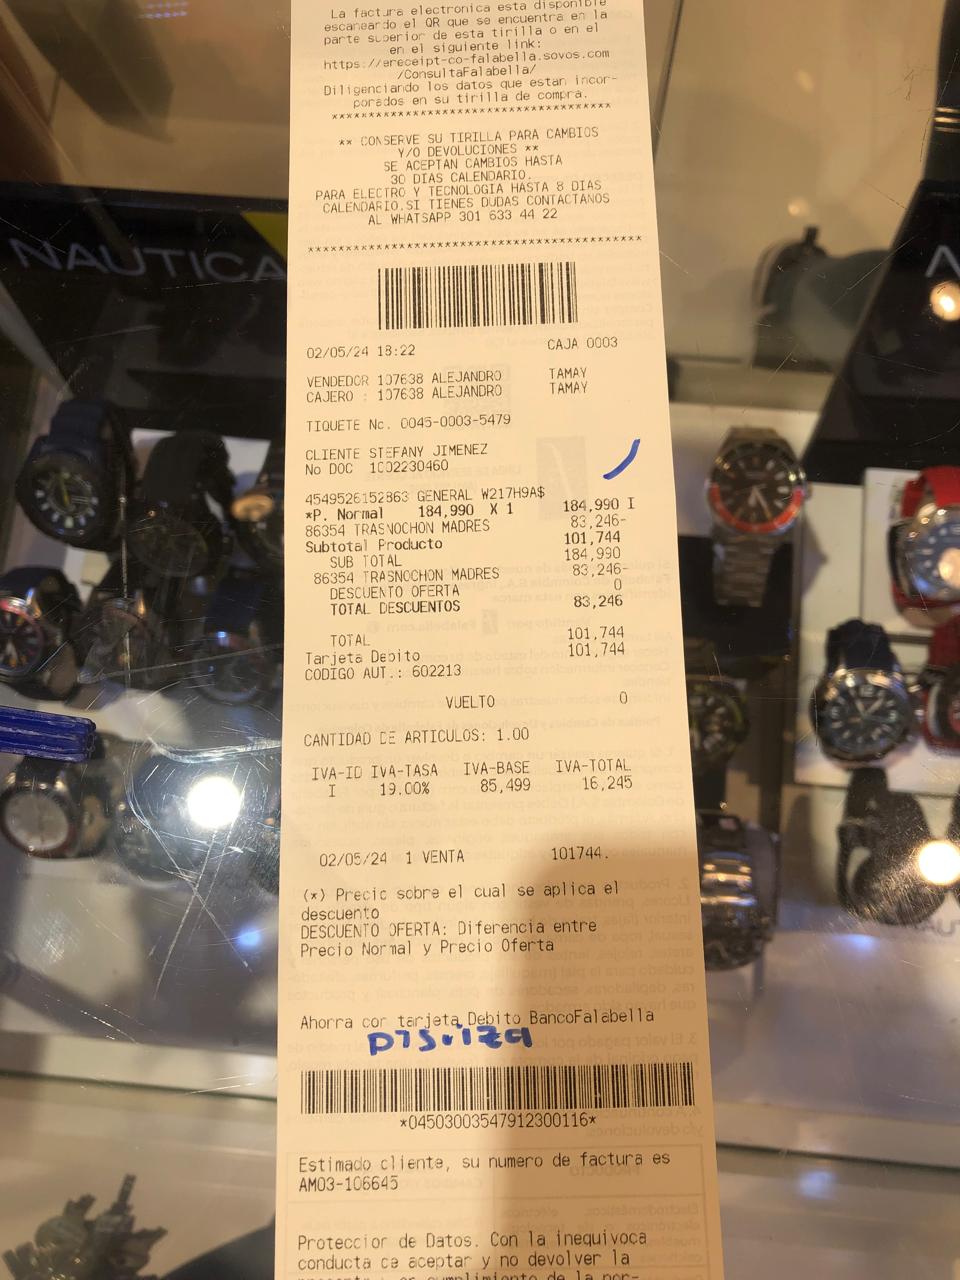 La factura electronica esta disponible
escaneando el QR que se encuentra en la
parte superior de esta tirilla o en el
en el siguiente link:
https://ereceipt-co-falabella.sovos.com
/ConsultaFalabella/
Diligenciando los datos que estan incor-
porados en su tirilla de compra.
****************************************
** CONSERVE SU TIRILLA PARA CAMBIOS
Y/O DEVOLUCIONES **
SE ACEPTAN CAMBIOS HASTA
30 DIAS CALENDARIO.
PARA ELECTRO Y TECNOLOGIA HASTA 8 DIAS
CALENDARIO.SI TIENES DUDAS CONTACTANOS
AL WHATSAPP 301 633 44 22
****************************************
NAUTICA
02/05/24 18:22 CAJA 0003
VENDEDOR 107638 ALEJANDRO TAMAY
CAJERO : 107638 ALEJANDRO TAMAY
TIQUETE No. 0045-0003-5479
CLIENTE STEFANY JIMENEZ
No DOC 1002230460
4549526152863 GENERAL W217H9A$
*P. Normal 184,990 X 1 184,990 I
86354 TRASNOCHON MADRES 83,246-
Subtotal Producto 101,744
SUB TOTAL 184,990
86354 TRASNOCHON MADRES 83,246-
DESCUENTO OFERTA 0
TOTAL DESCUENTOS 83,246
TOTAL 101,744
Tarjeta Debito 101,744
CODIGO AUT.: 602213
VUELTO 0
CANTIDAD DE ARTICULOS: 1.00
IVA-ID IVA-TASA IVA-BASE IVA-TOTAL
I 19.00% 85,499 16,245
02/05/24 1 VENTA 101744.
(*) Precio sobre el cual se aplica el
descuento
DESCUENTO OFERTA: Diferencia entre
Precio Normal y Precio Oferta
Ahorra con tarjeta Debito BancoFalabella
*04503003547912300116*
Estimado cliente, su numero de factura es
AM03-106645
Proteccion de Datos. Con la inequivoca
conducta de aceptar y no devolver la